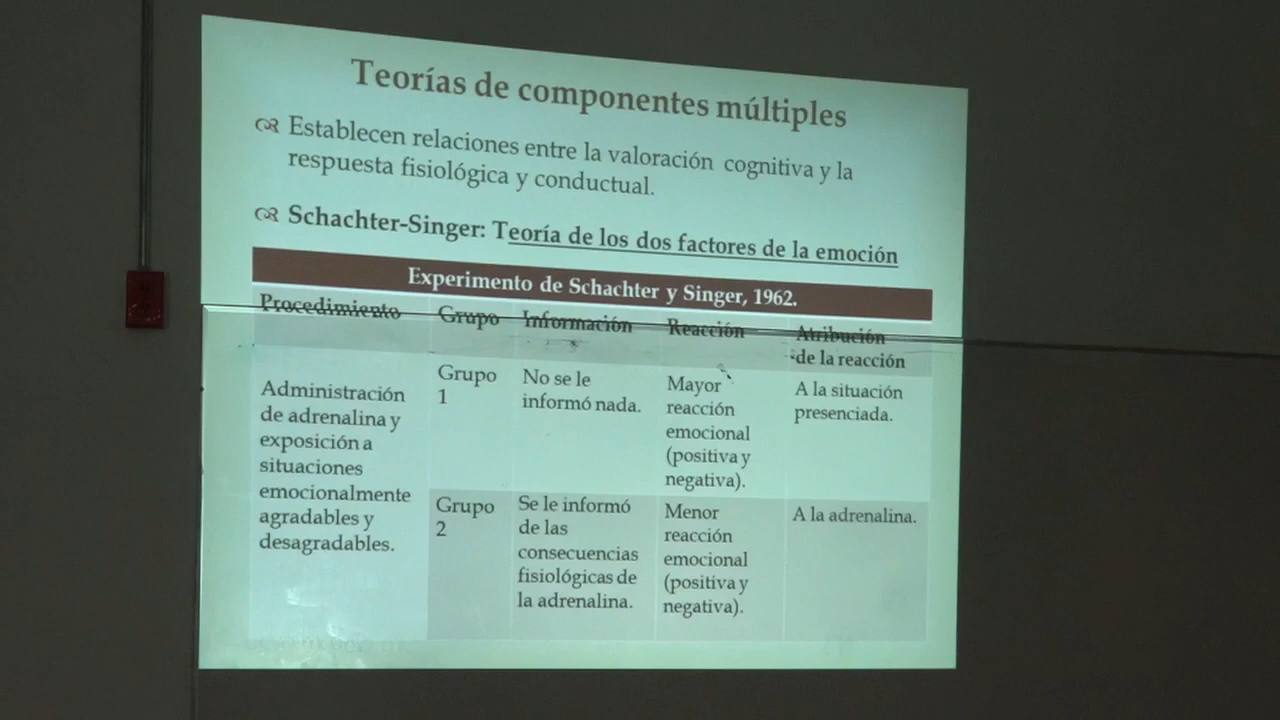 Teorías de componentes múltiples
Establecen relaciones entre la valoración cognitiva y la
respuesta fisiológica y conductual.
Schachter-Singer: Teoría de los dos factores de la emoción
Experimento de Schachter y Singer, 1962.
Procedimiento
Grupo
Información
Reacción
Atribución
de la reacción
Administración
de adrenalina y
exposición a
situaciones
emocionalmente
agradables y
desagradables.
Grupo
1
No se le
informó nada.
Mayor
reacción
emocional
(positiva y
negativa).
A la situación
presenciada.
Grupo
2
Se le informó
de las
consecuencias
fisiológicas de
la adrenalina.
Menor
reacción
emocional
(positiva y
negativa).
A la adrenalina.